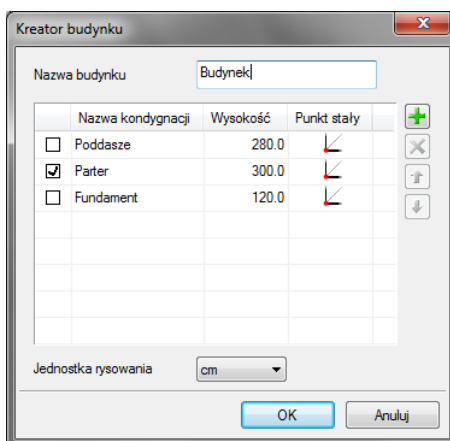 Kreator budynku
Nazwa budynku Budynek
Nazwa kondygnacji Wysokość Punkt stały
Poddasze 280.0
Parter 300.0
Fundament 120.0
Jednostka rysowania cm
OK Anuluj